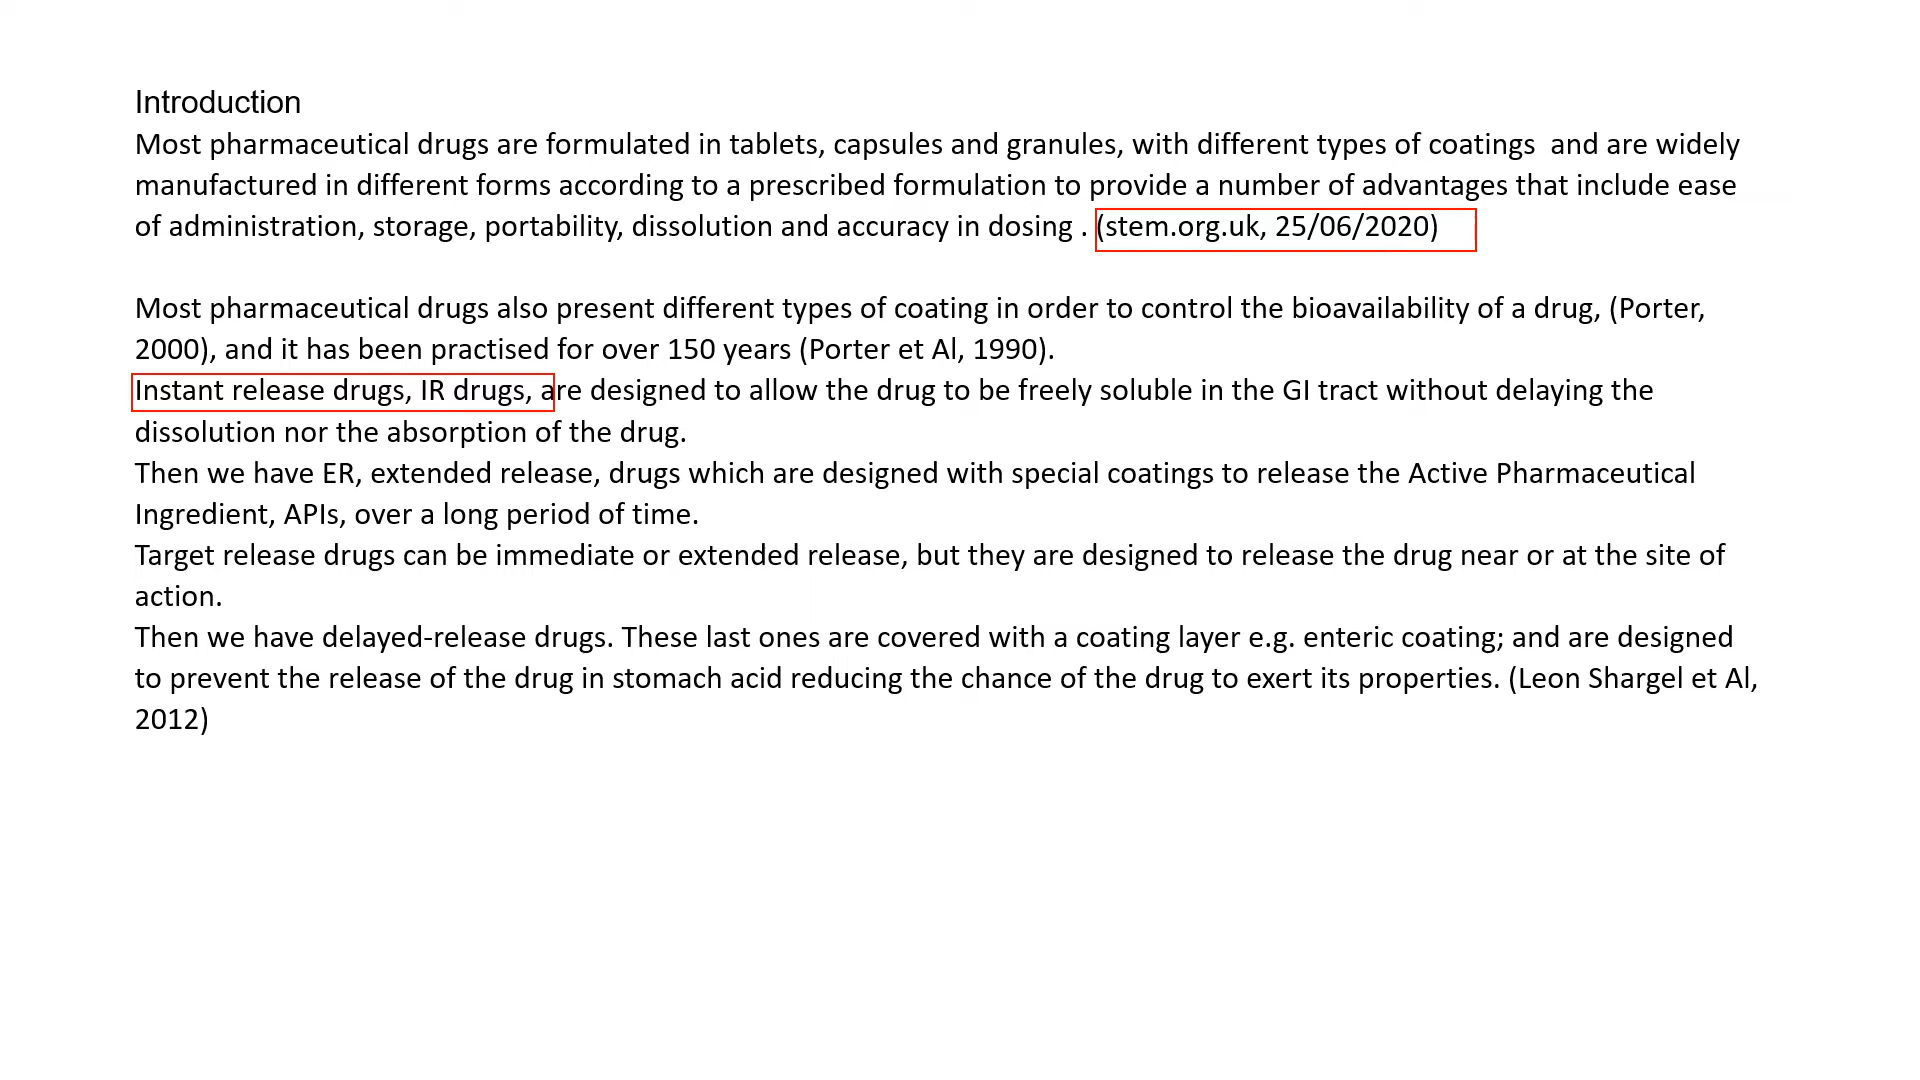 Introduction
Most pharmaceutical drugs are formulated in tablets, capsules and granules, with different types of coatings  and are widely
manufactured in different forms according to a prescribed formulation to provide a number of advantages that include ease
of administration, storage, portability, dissolution and accuracy in dosing . (stem.org.uk, 25/06/2020)
Most pharmaceutical drugs also present different types of coating in order to control the bioavailability of a drug, (Porter,
2000), and it has been practised for over 150 years (Porter et Al, 1990).
Instant release drugs, IR drugs, are designed to allow the drug to be freely soluble in the GI tract without delaying the
dissolution nor the absorption of the drug.
Then we have ER, extended release, drugs which are designed with special coatings to release the Active Pharmaceutical
Ingredient, APIs, over a long period of time.
Target release drugs can be immediate or extended release, but they are designed to release the drug near or at the site of
action.
Then we have delayed-release drugs. These last ones are covered with a coating layer e.g. enteric coating; and are designed
to prevent the release of the drug in stomach acid reducing the chance of the drug to exert its properties. (Leon Shargel et Al,
2012)